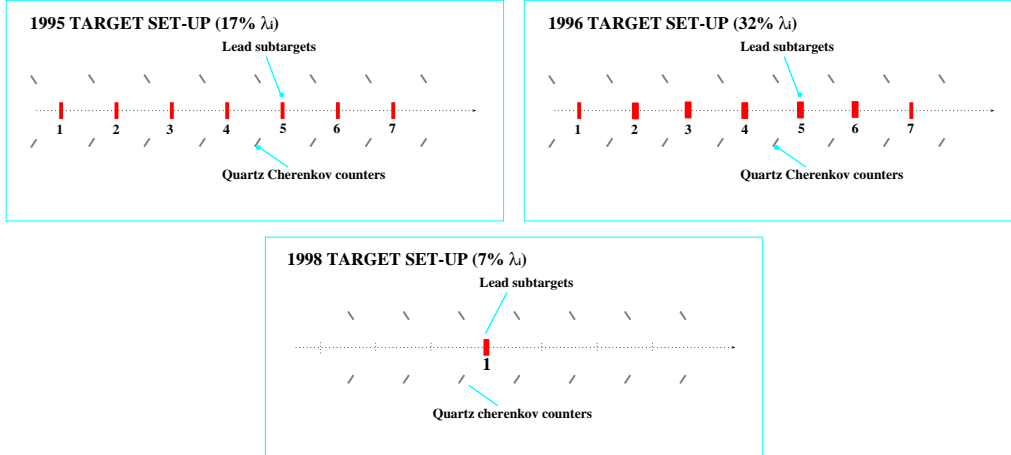 1995 TARGET SET-UP (17% λi)
Lead subtargets
1 2 3 4 5 6 7
Quartz Cherenkov counters
1996 TARGET SET-UP (32% λi)
Lead subtargets
1 2 3 4 5 6 7
Quartz Cherenkov counters
1998 TARGET SET-UP (7% λi)
Lead subtargets
1
Quartz cherenkov counters